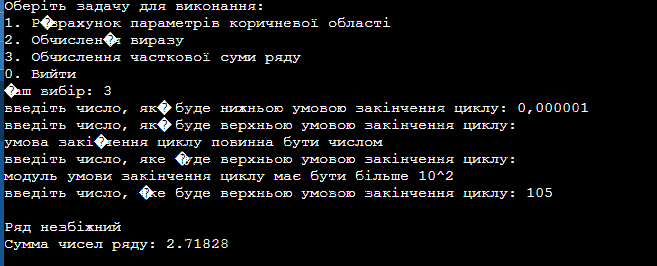 Оберіть задачу для виконання:
1. Р�зрахунок параметрів коричневої області
2. Обчислен�я виразу
3. Обчислення часткової суми ряду
0. Вийти
�аш вибір: 3
введіть число, як� буде нижньою умовою закінчення циклу: 0,000001
введіть число, як� буде верхньою умовою закінчення циклу:
умова закі�чення циклу повинна бути числом
введіть число, яке �уде верхньою умовою закінчення циклу:
модуль умови закінчення циклу має бути більше 10^2
введіть число, �ке буде верхньою умовою закінчення циклу: 105
Ряд незбіжний
Сумма чисел ряду: 2.71828